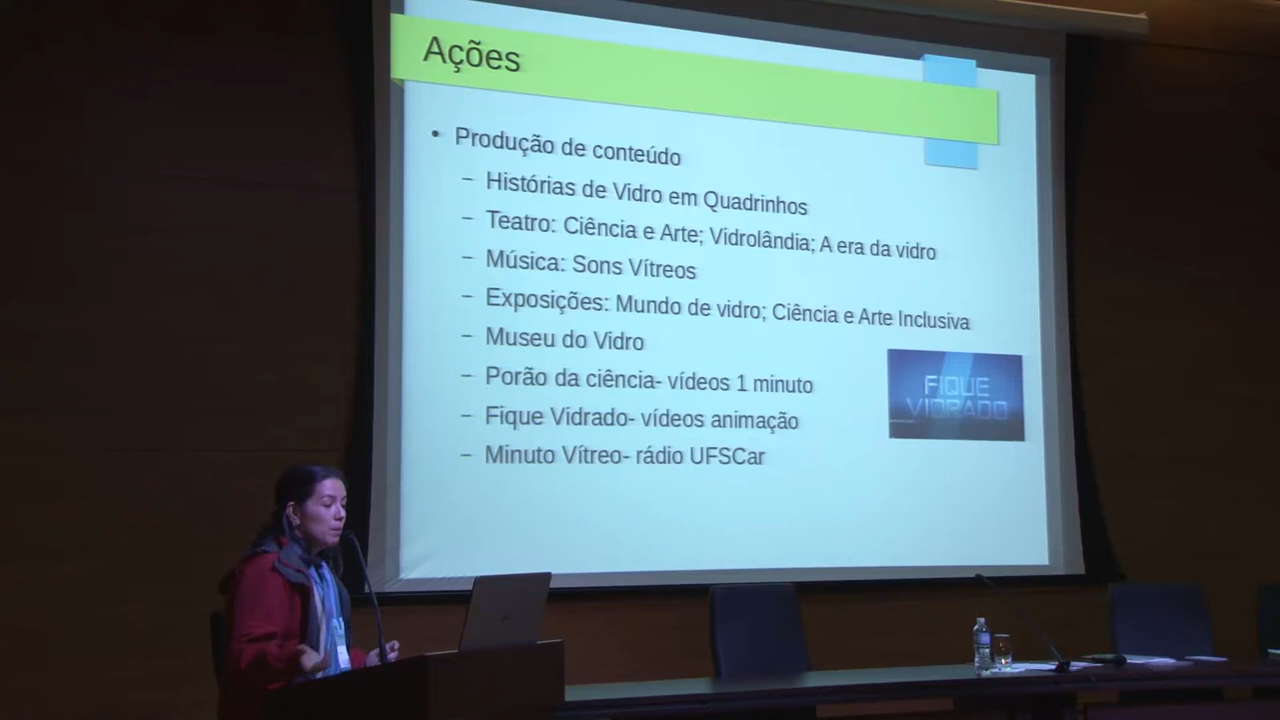 Ações
• Produção de conteúdo
– Histórias de Vidro em Quadrinhos
– Teatro: Ciência e Arte; Vidrolândia; A era da vidro
– Música: Sons Vítreos
– Exposições: Mundo de vidro; Ciência e Arte Inclusiva
– Museu do Vidro
– Porão da ciência- vídeos 1 minuto
– Fique Vidrado- vídeos animação
– Minuto Vítreo- rádio UFSCar
FIQUE
VIDRADO